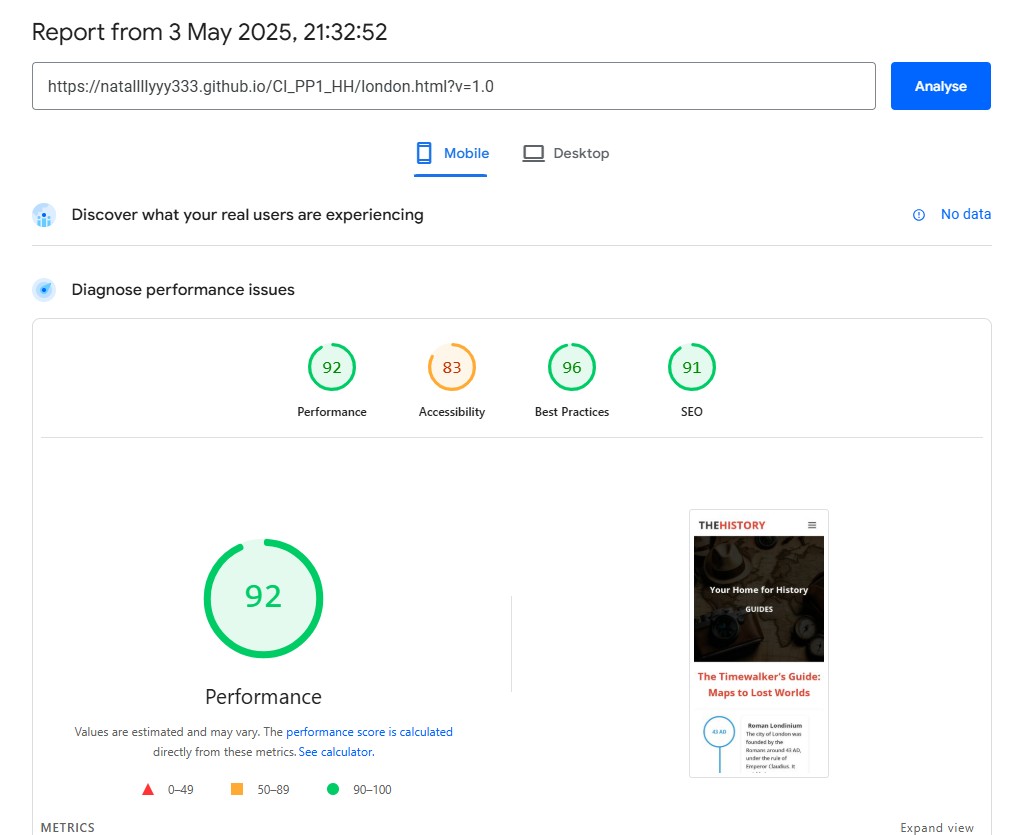 Report from 3 May 2025, 21:32:52
https://natallllyyy333.github.io/CI_PP1_HH/london.html?v=1.0
Analyse
Mobile
Desktop
Discover what your real users are experiencing
No data
Diagnose performance issues
92
83
96
91
Performance
Accessibility
Best Practices
SEO
92
Performance
Values are estimated and may vary. The performance score is calculated
directly from these metrics. See calculator.
0–49
50–89
90–100
THEHISTORY
Your Home for History
GUIDES
The Timewalker's Guide:
Maps to Lost Worlds
43 AD
Roman Londinium
The city of London was
founded by the
Romans around 43 AD,
under the rule of
Emperor Claudius. It
METRICS
Expand view